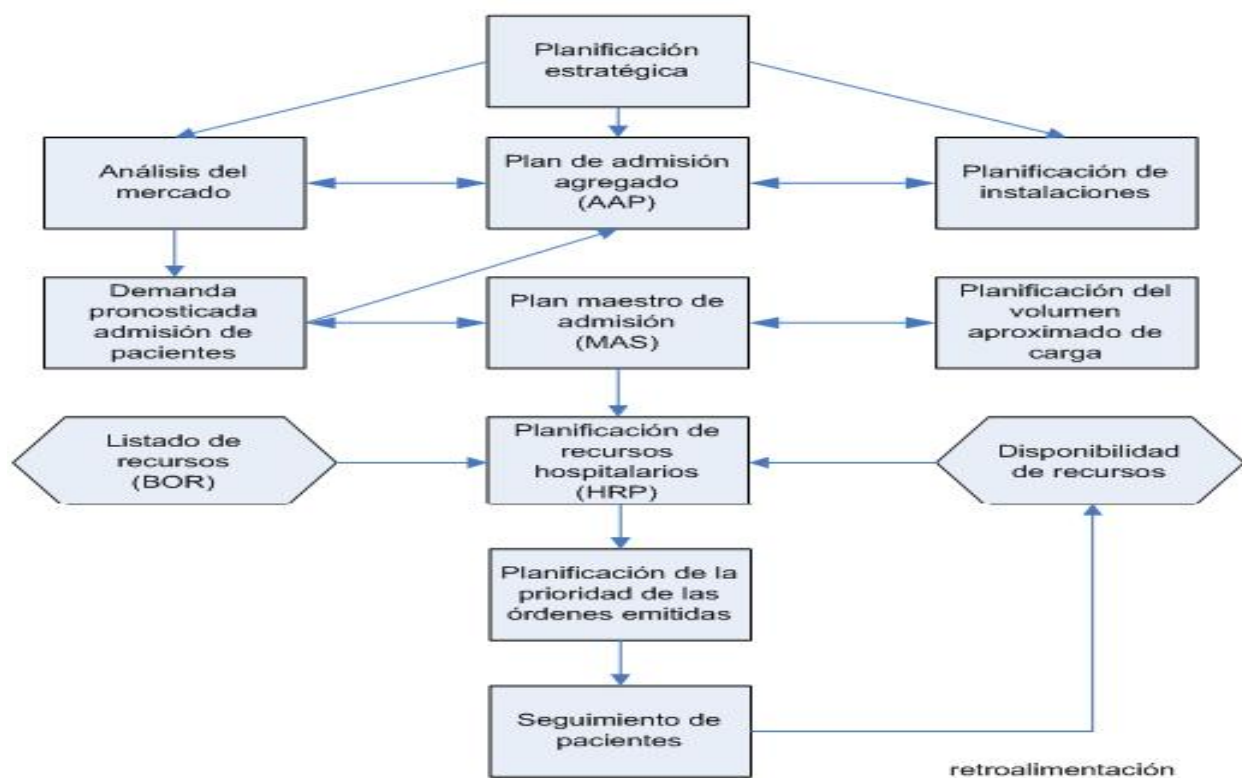 Planificación
estratégica
Análisis del
mercado
Plan de admisión
agregado
(AAP)
Planificación de
instalaciones
Demanda
pronosticada
admisión de
pacientes
Plan maestro de
admisión
(MAS)
Planificación del
volumen
aproximado de
carga
Listado de
recursos
(BOR)
Planificación de
recursos
hospitalarios
(HRP)
Disponibilidad
de recursos
Planificación de la
prioridad de las
órdenes emitidas
Seguimiento de
pacientes
retroalimentación